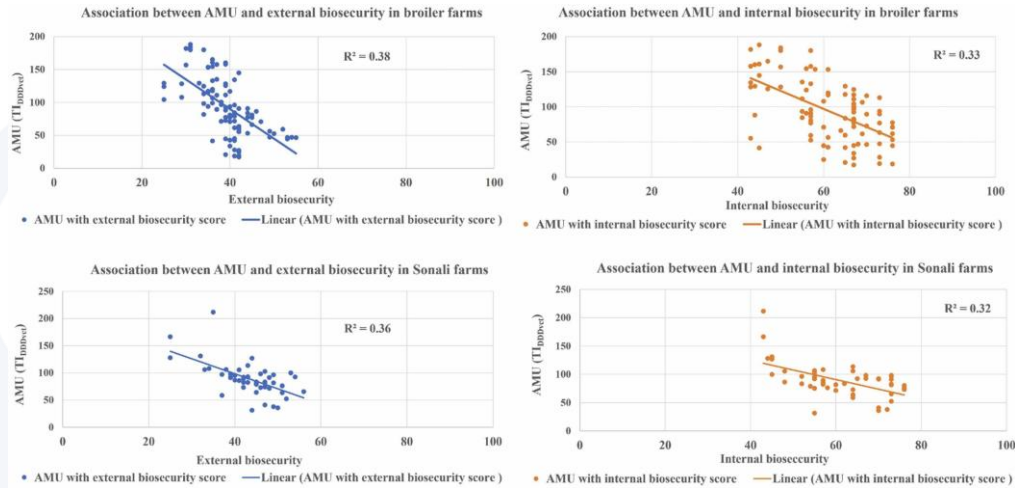 Association between AMU and external biosecurity in broiler farms
200
150
100
50
0
0 20 40 60 80 100
AMU (TIDDDvet)
R² = 0.38
External biosecurity
AMU with external biosecurity score Linear (AMU with external biosecurity score )
Association between AMU and internal biosecurity in broiler farms
200
150
100
50
0
0 20 40 60 80 100
AMU (TIDDDvet)
R² = 0.33
Internal biosecurity
AMU with internal biosecurity score Linear (AMU with internal biosecurity score )
Association between AMU and external biosecurity in Sonali farms
250
200
150
100
50
0
0 20 40 60 80 100
AMU (TIDDDvet)
R² = 0.36
External biosecurity
AMU with external biosecurity score Linear (AMU with external biosecurity score )
Association between AMU and internal biosecurity in Sonali farms
250
200
150
100
50
0
0 20 40 60 80 100
AMU (TIDDDvet)
R² = 0.32
Internal bioseccurity
AMU with internal biosecurity score Linear (AMU with internal biosecurity score )